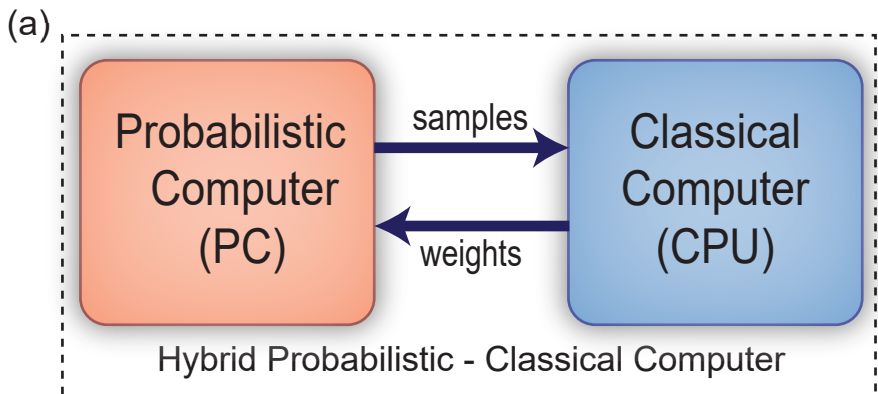 (a)
Probabilistic
Computer
(PC)
samples
weights
Classical
Computer
(CPU)
Hybrid Probabilistic - Classical Computer